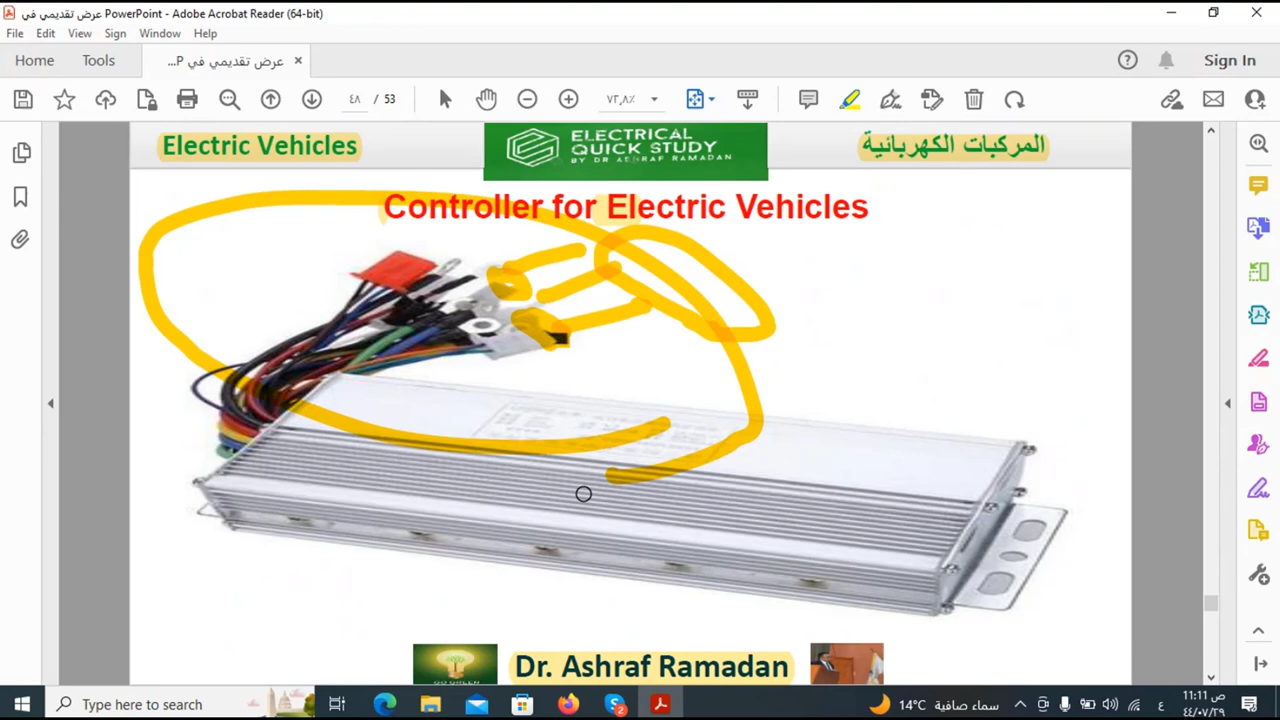 عرض تقديمي في PowerPoint - Adobe Acrobat Reader (64-bit)
File Edit View Sign Window Help
Home Tools عرض تقديمي في P... Sign In
٤٨ / 53 ٧٣,٨٪
Electric Vehicles
ELECTRICAL
QUICK STUDY
BY DR ASHRAF RAMADAN
المركبات الكهربائية
Controller for Electric Vehicles
GO GREEN
Dr. Ashraf Ramadan
Type here to search
14°C سماء صافية
ع
11:11 ص
٤٤/٠٧/٢٩